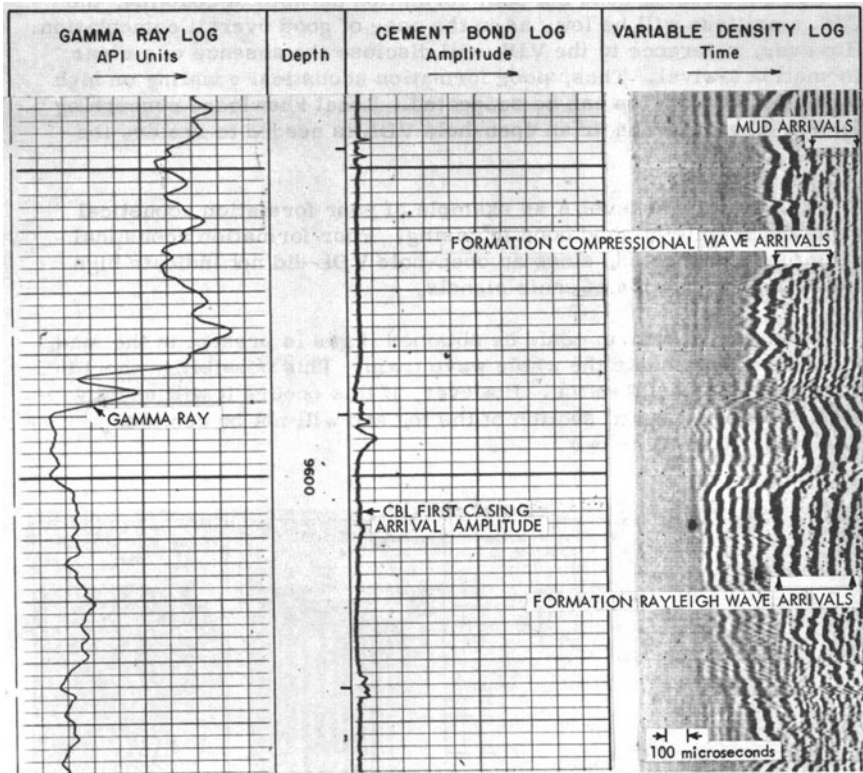 GAMMA RAY LOG
API Units
Depth
CEMENT BOND LOG
Amplitude
VARIABLE DENSITY LOG
Time
MUD ARRIVALS
FORMATION COMPRESSIONAL WAVE ARRIVALS
GAMMA RAY
9600
CBL FIRST CASING
ARRIVAL AMPLITUDE
FORMATION RAYLEIGH WAVE ARRIVALS
100 microseconds